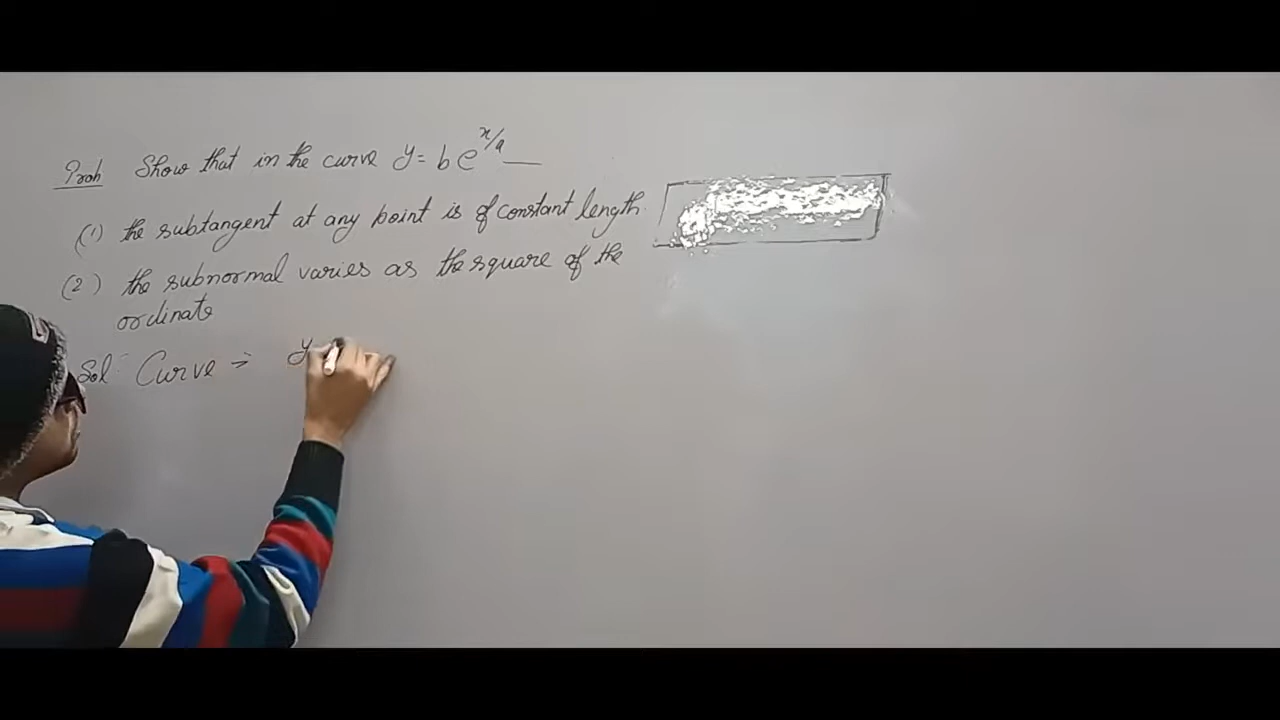 Prob Show that in the curve y = b e^{x/a} —
(1) the subtangent at any point is of constant length.
(2) the subnormal varies as the square of the
ordinate
Sol: Curve ⇒ y